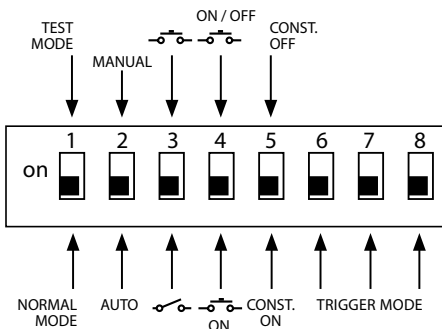 TEST
MODE
MANUAL
ON / OFF
CONST.
OFF
1 2 3 4 5 6 7 8
on
NORMAL
MODE
AUTO
ON
CONST.
ON
TRIGGER MODE